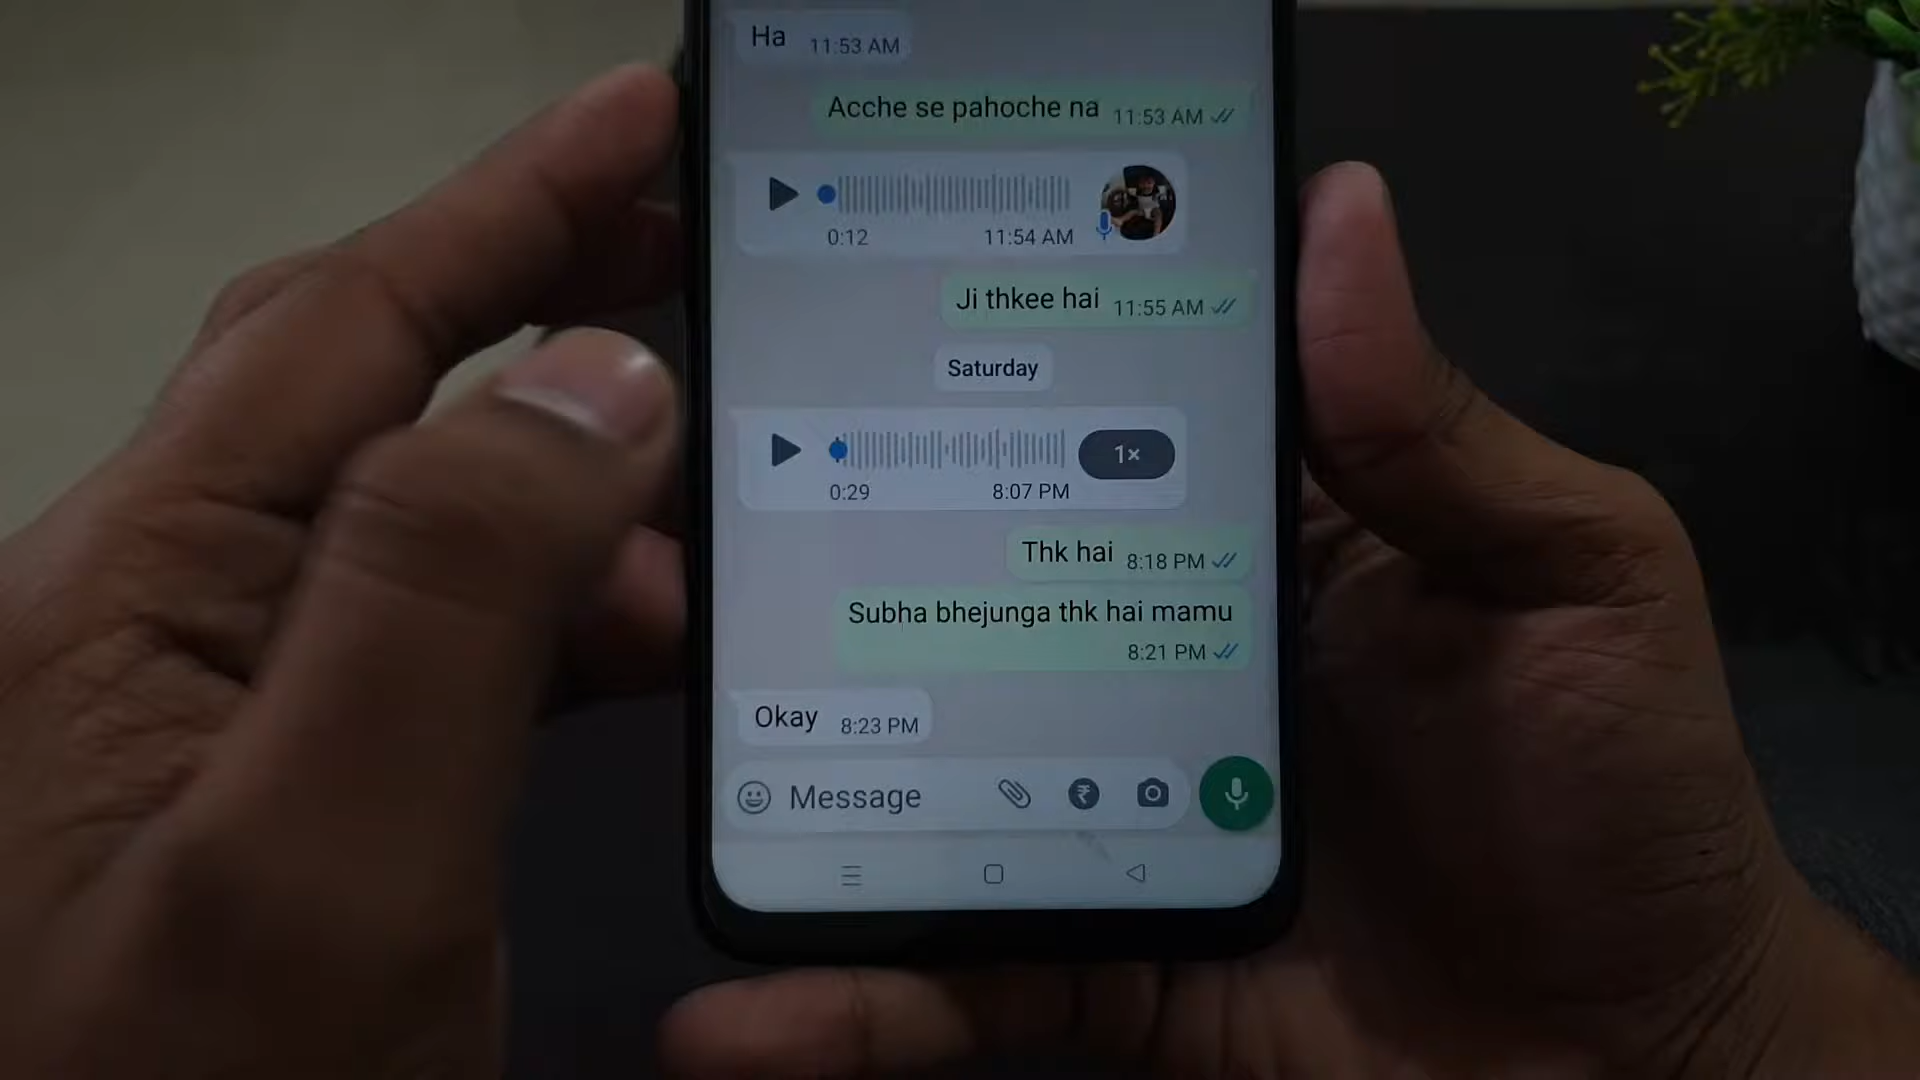 Ha 11:53 AM
Acche se pahoche na 11:53 AM
0:12 11:54 AM
Ji thkee hai 11:55 AM
Saturday
1×
0:29 8:07 PM
Thk hai 8:18 PM
Subha bhejunga thk hai mamu
8:21 PM
Okay 8:23 PM
Message